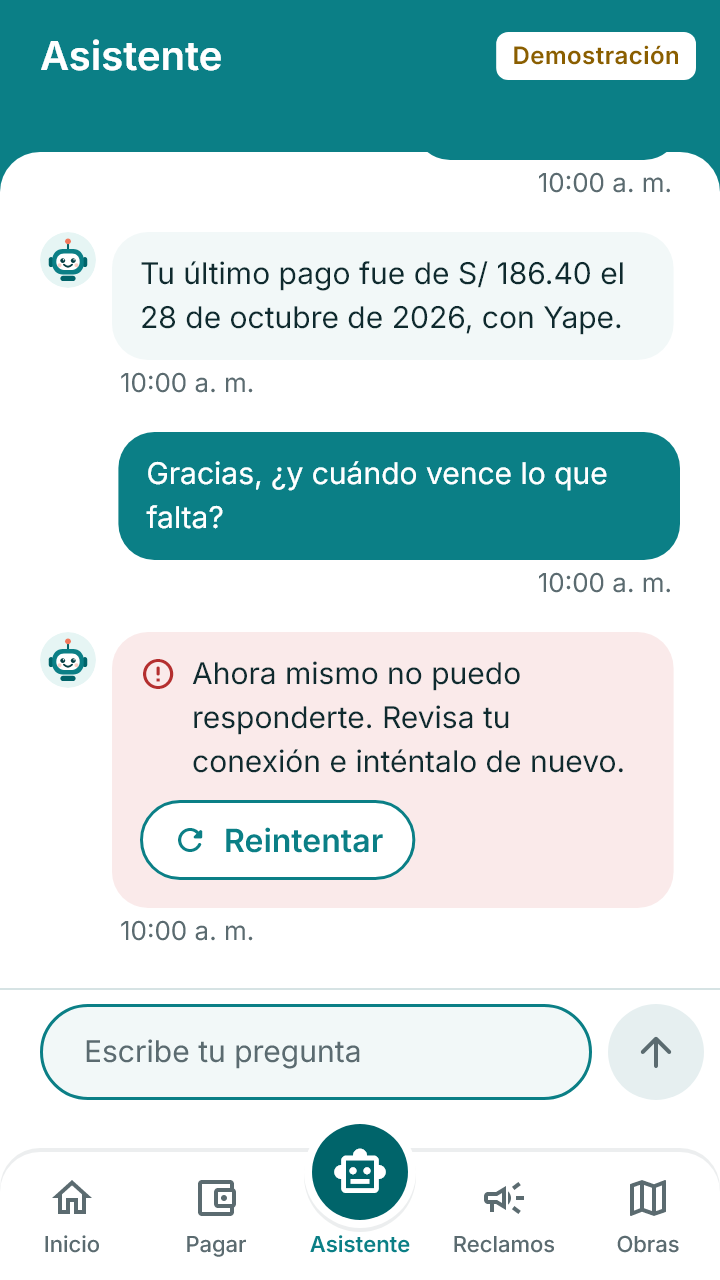 Asistente
Demostración
10:00 a. m.
Tu último pago fue de S/ 186.40 el
28 de octubre de 2026, con Yape.
10:00 a. m.
Gracias, ¿y cuándo vence lo que
falta?
10:00 a. m.
Ahora mismo no puedo
responderte. Revisa tu
conexión e inténtalo de nuevo.
Reintentar
10:00 a. m.
Escribe tu pregunta
Inicio
Pagar
Asistente
Reclamos
Obras